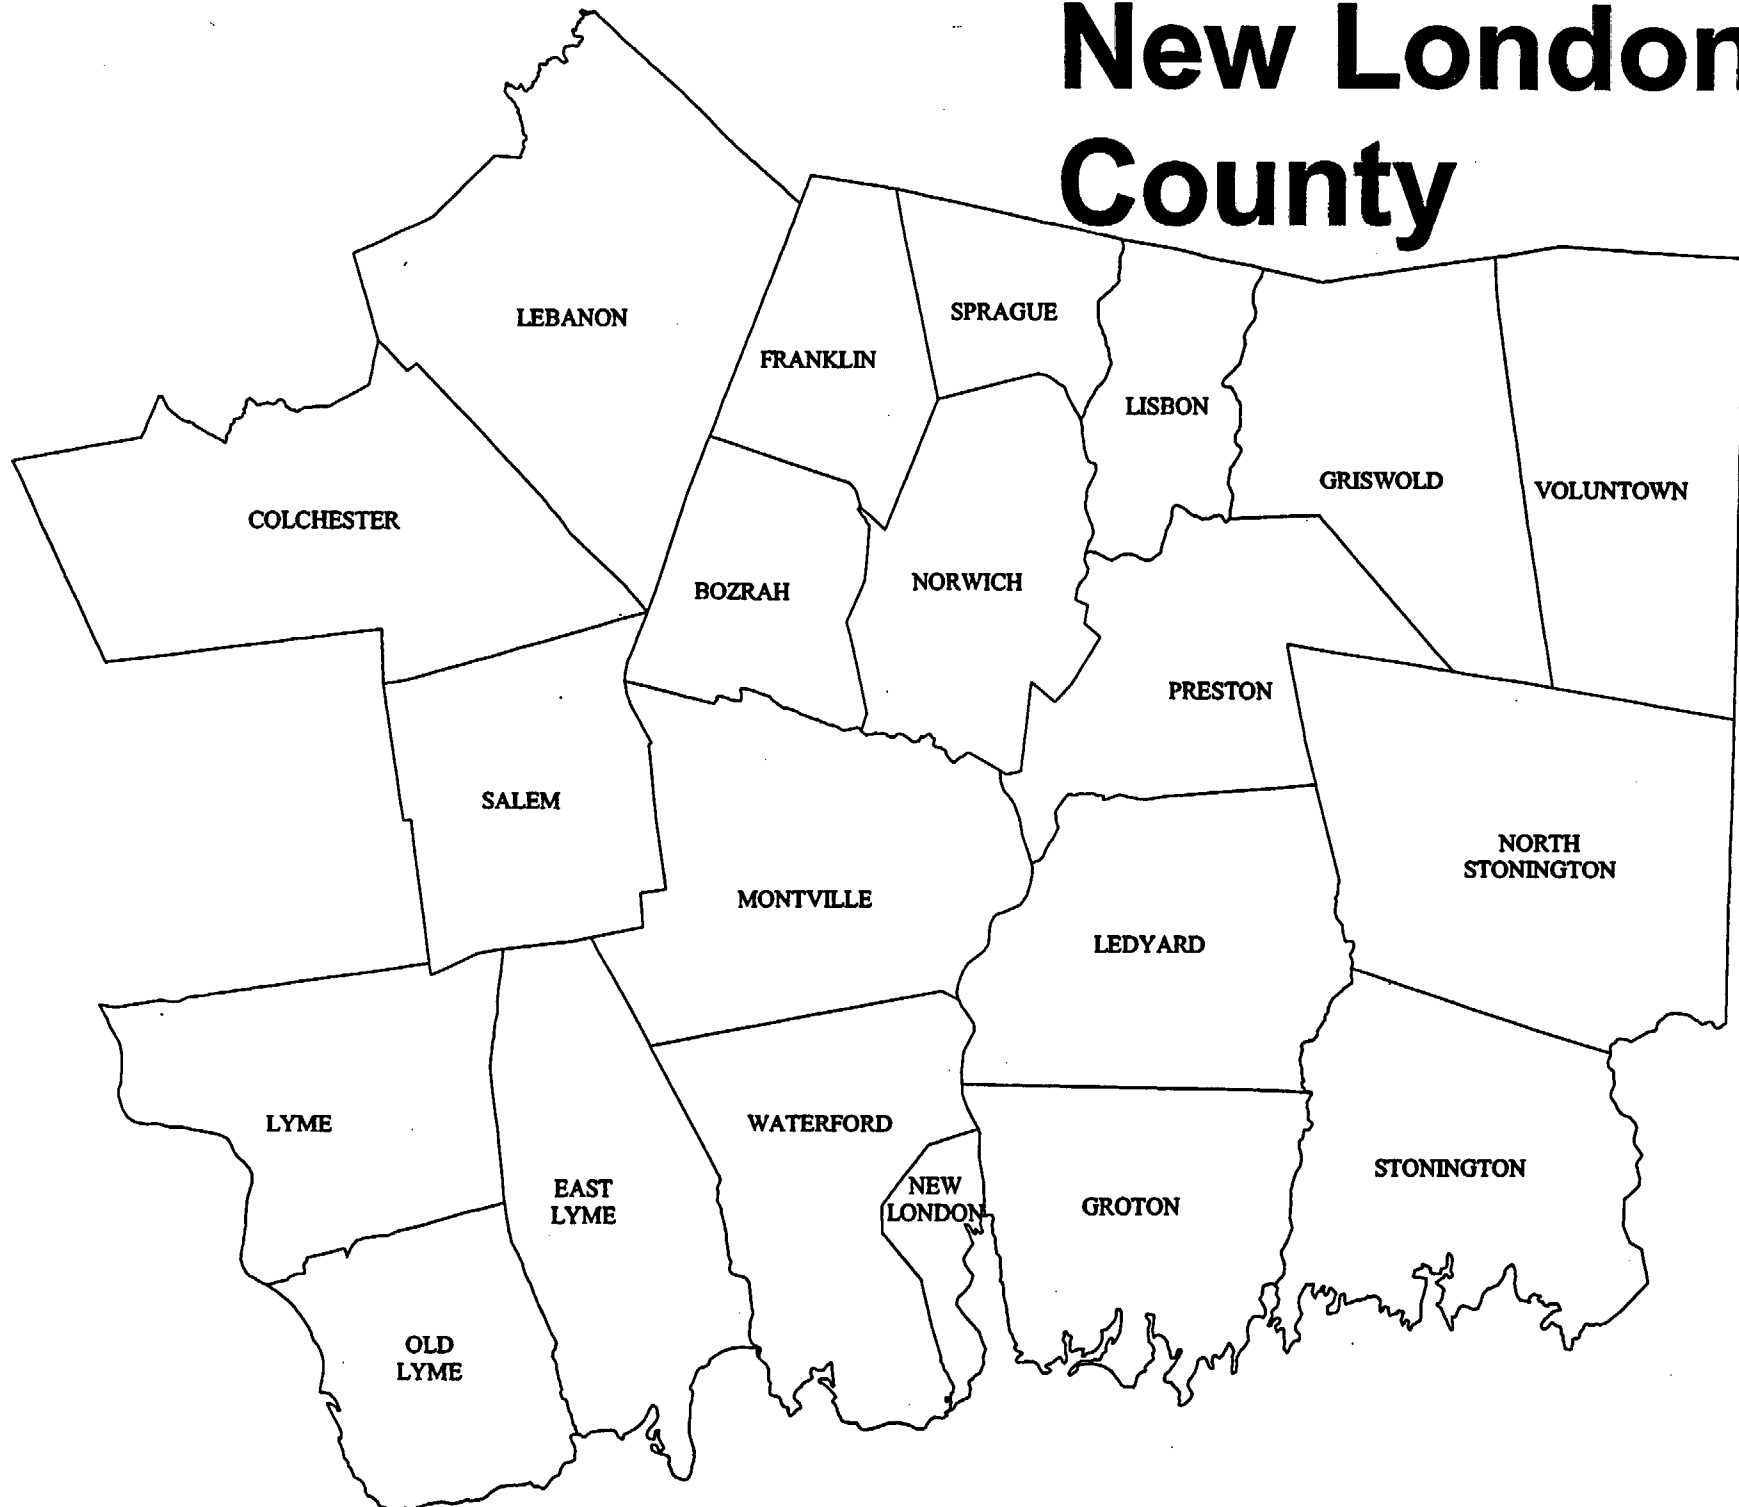 New London
County
LEBANON
SPRAGUE
FRANKLIN
LISBON
GRISWOLD
VOLUNTOWN
COLCHESTER
BOZRAH
NORWICH
PRESTON
SALEM
NORTH
STONINGTON
MONTVILLE
LEDYARD
LYME
WATERFORD
STONINGTON
EAST
LYME
NEW
LONDON
GROTON
OLD
LYME